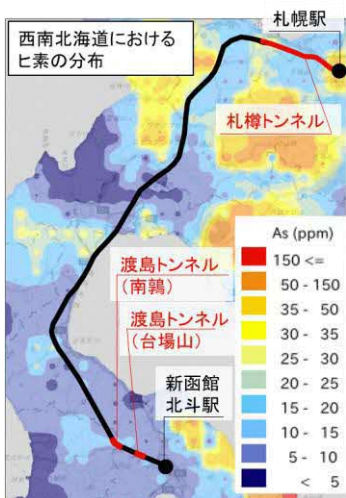 西南北海道における
ヒ素の分布
札幌駅
札樽トンネル
渡島トンネル
（南鶉）
渡島トンネル
（台場山）
新函館
北斗駅
As (ppm)
150 <=
50 - 150
35 - 50
30 - 35
25 - 30
20 - 25
15 - 20
10 - 15
5 - 10
< 5